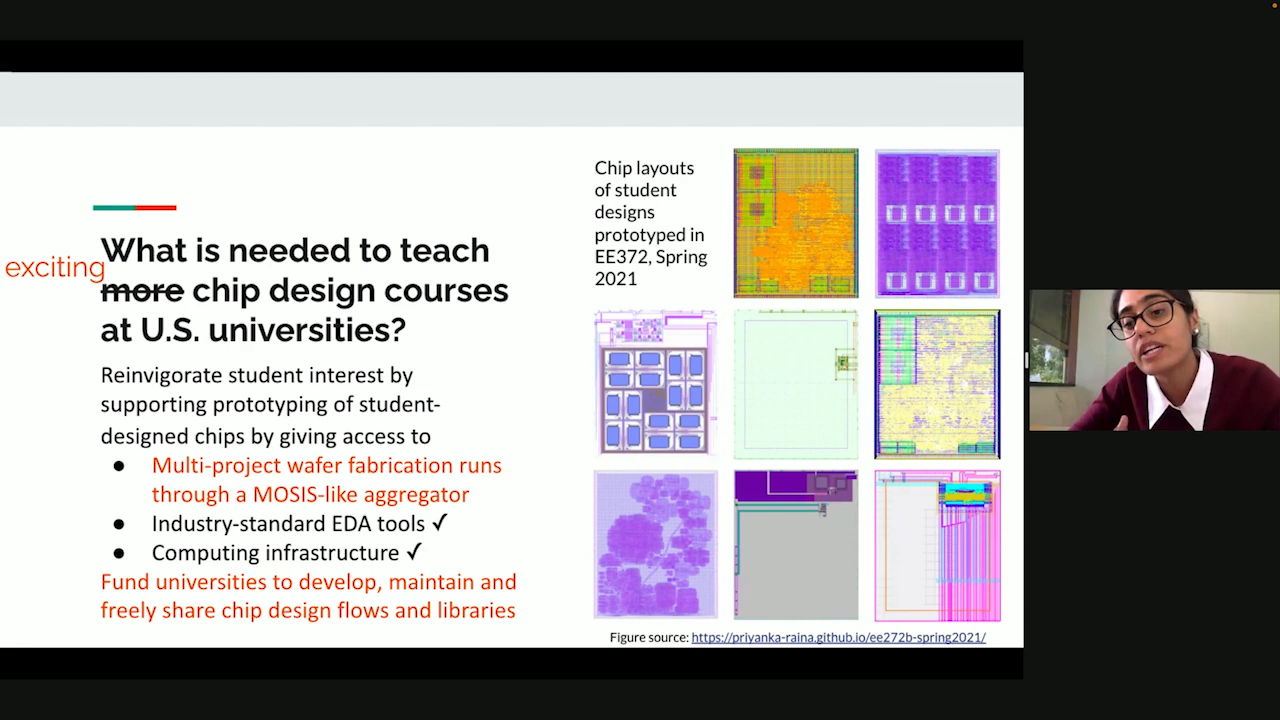 What is needed to teach
exciting
more chip design courses
at U.S. universities?
Reinvigorate student interest by
supporting prototyping of student-
designed chips by giving access to
● Multi-project wafer fabrication runs
through a MOSIS-like aggregator
● Industry-standard EDA tools ✓
● Computing infrastructure ✓
Fund universities to develop, maintain and
freely share chip design flows and libraries
Chip layouts
of student
designs
prototyped in
EE372, Spring
2021
Figure source: https://priyanka-raina.github.io/ee272b-spring2021/